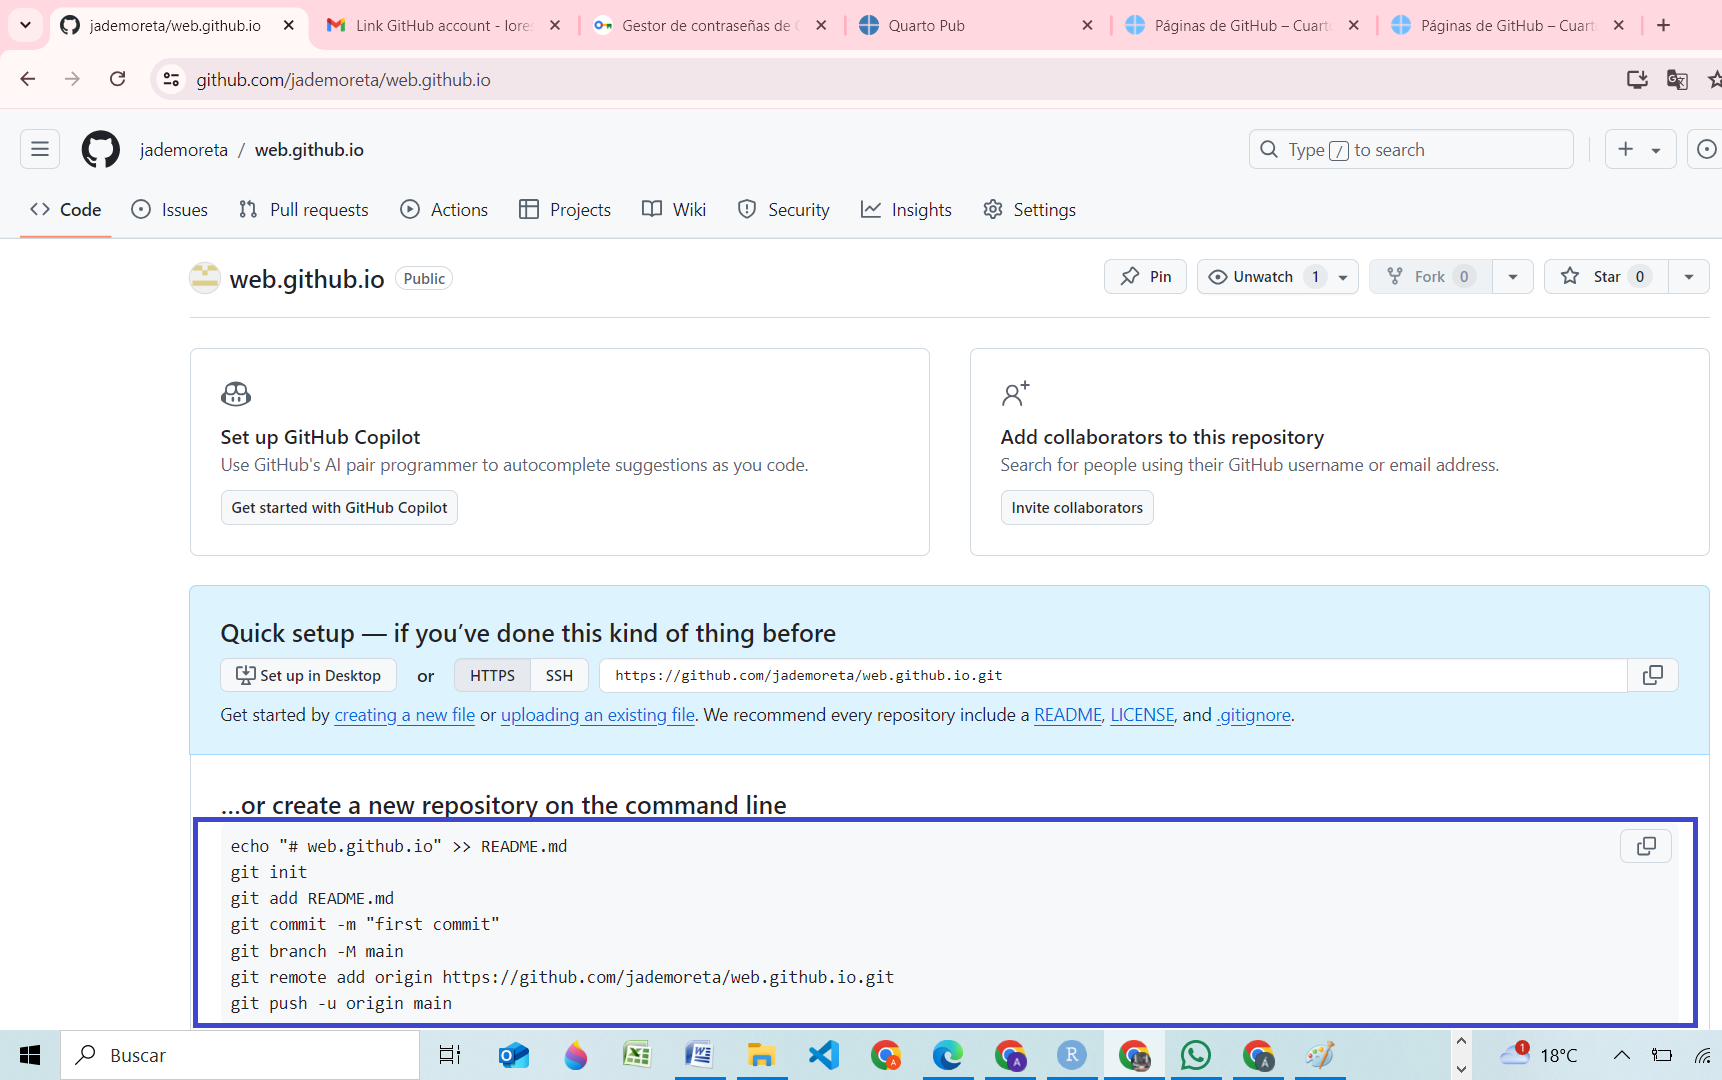 jademoreta/web.github.io
Link GitHub account - lores
Gestor de contraseñas de G
Quarto Pub
Páginas de GitHub – Cuarto
Páginas de GitHub – Cuarto
github.com/jademoreta/web.github.io
jademoreta / web.github.io
Type / to search
Code
Issues
Pull requests
Actions
Projects
Wiki
Security
Insights
Settings
web.github.io Public
Pin
Unwatch 1
Fork 0
Star 0
Set up GitHub Copilot
Use GitHub's AI pair programmer to autocomplete suggestions as you code.
Get started with GitHub Copilot
Add collaborators to this repository
Search for people using their GitHub username or email address.
Invite collaborators
Quick setup — if you’ve done this kind of thing before
Set up in Desktop or HTTPS SSH https://github.com/jademoreta/web.github.io.git
Get started by creating a new file or uploading an existing file. We recommend every repository include a README, LICENSE, and .gitignore.
…or create a new repository on the command line
echo "# web.github.io" >> README.md
git init
git add README.md
git commit -m "first commit"
git branch -M main
git remote add origin https://github.com/jademoreta/web.github.io.git
git push -u origin main
Buscar
1
18°C